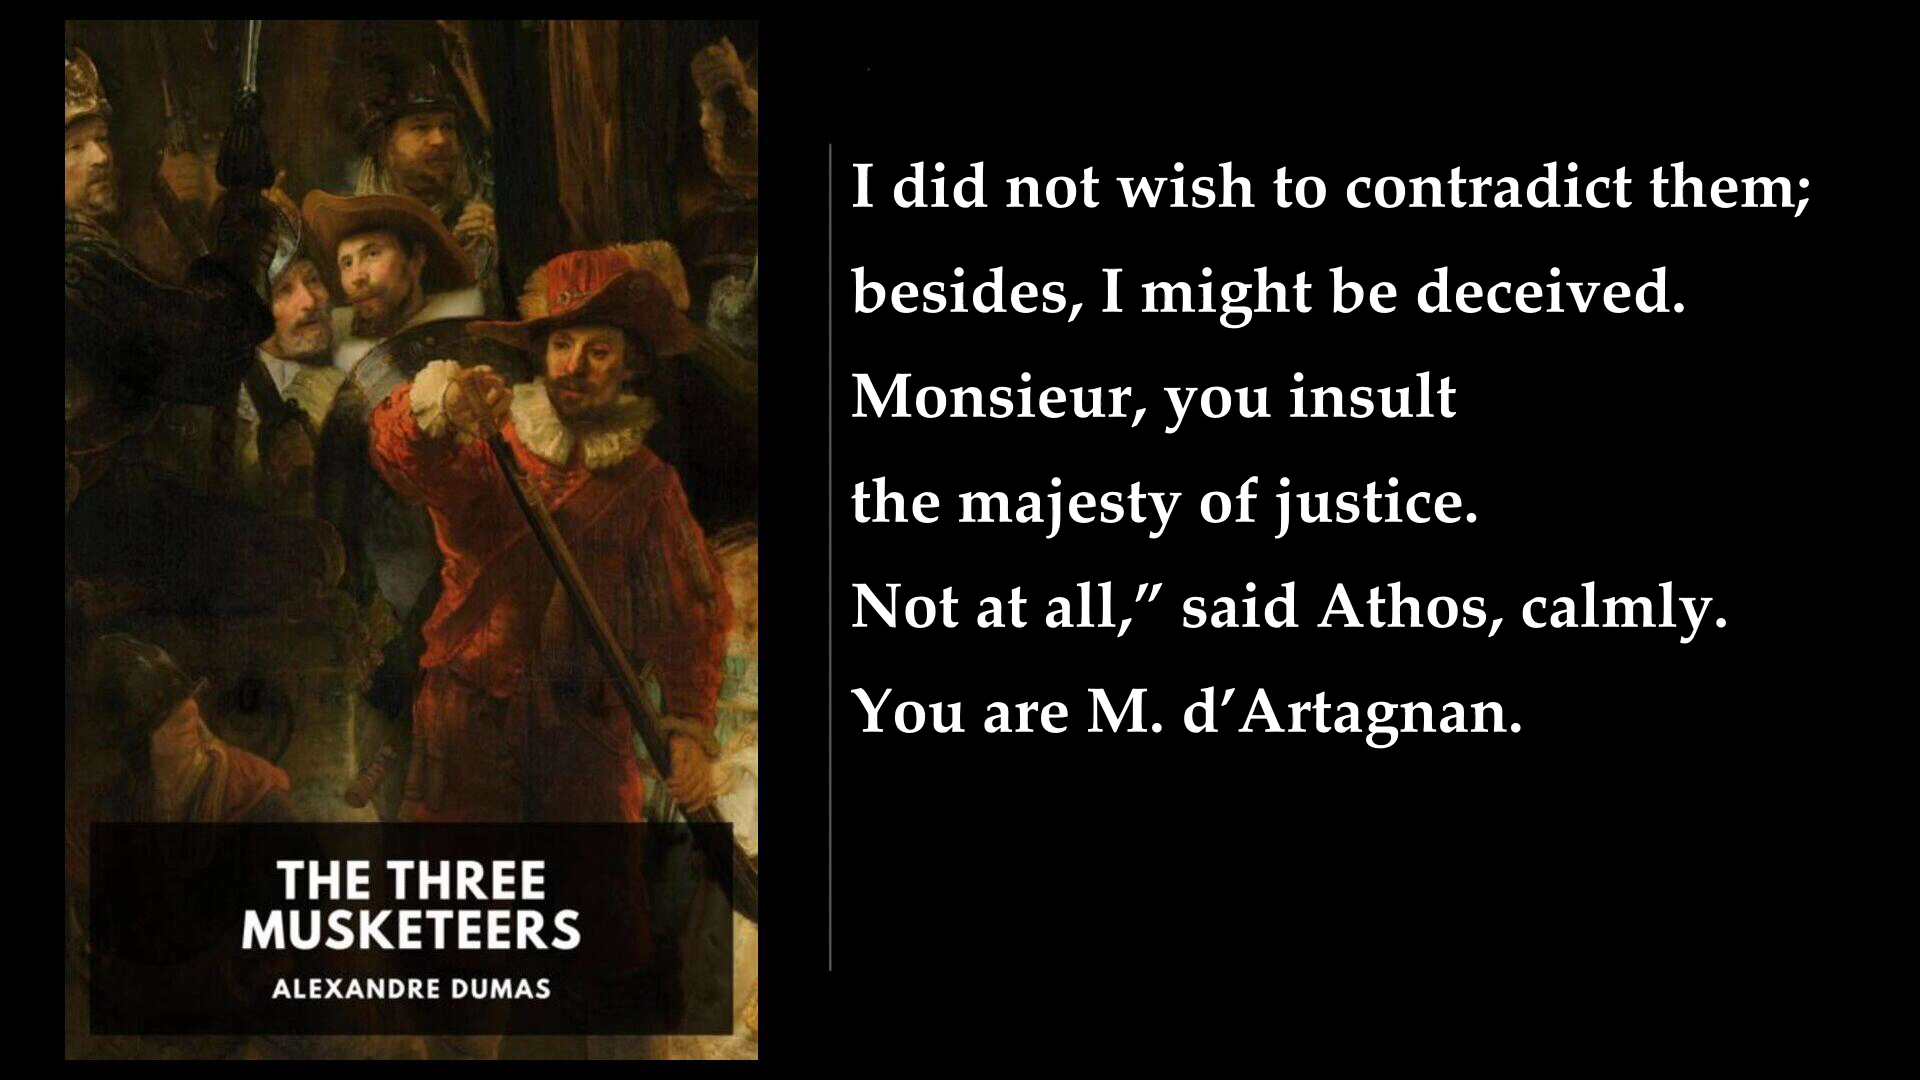 THE THREE
MUSKETEERS
ALEXANDRE DUMAS
I did not wish to contradict them;
besides, I might be deceived.
Monsieur, you insult
the majesty of justice.
Not at all,” said Athos, calmly.
You are M. d’Artagnan.